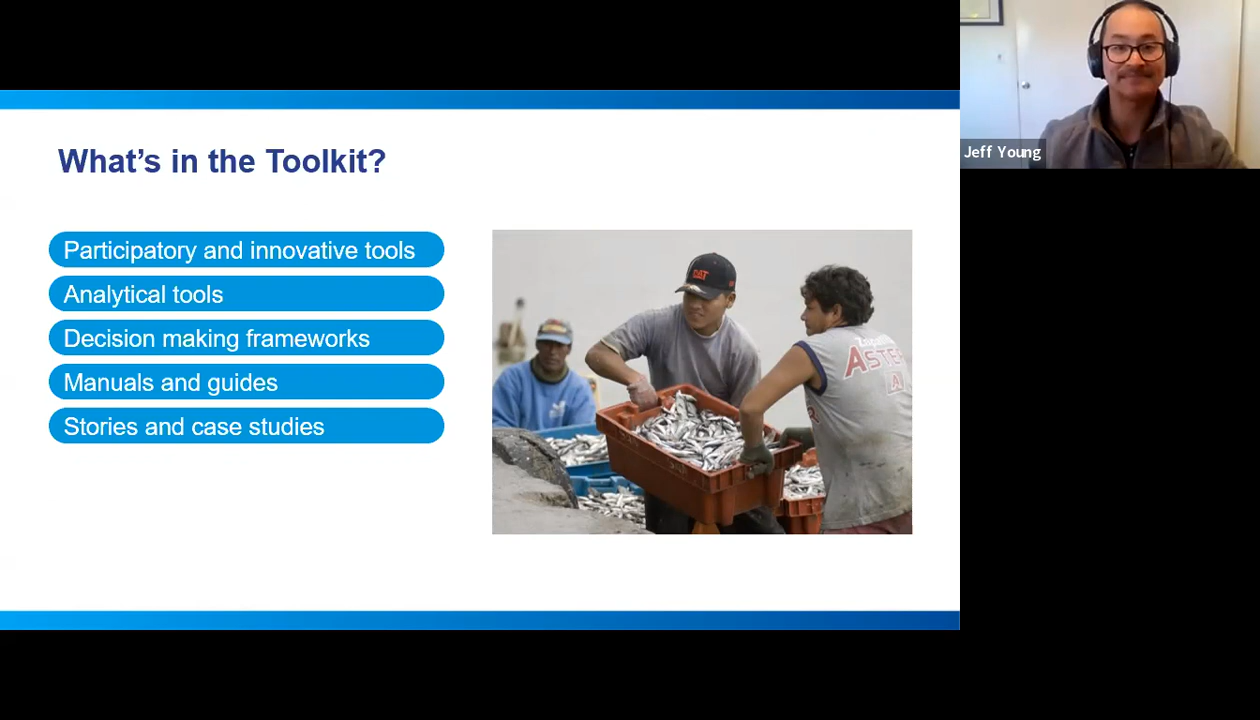 What's in the Toolkit?
Participatory and innovative tools
Analytical tools
Decision making frameworks
Manuals and guides
Stories and case studies
CAT
ASTE
A
Jeff Young